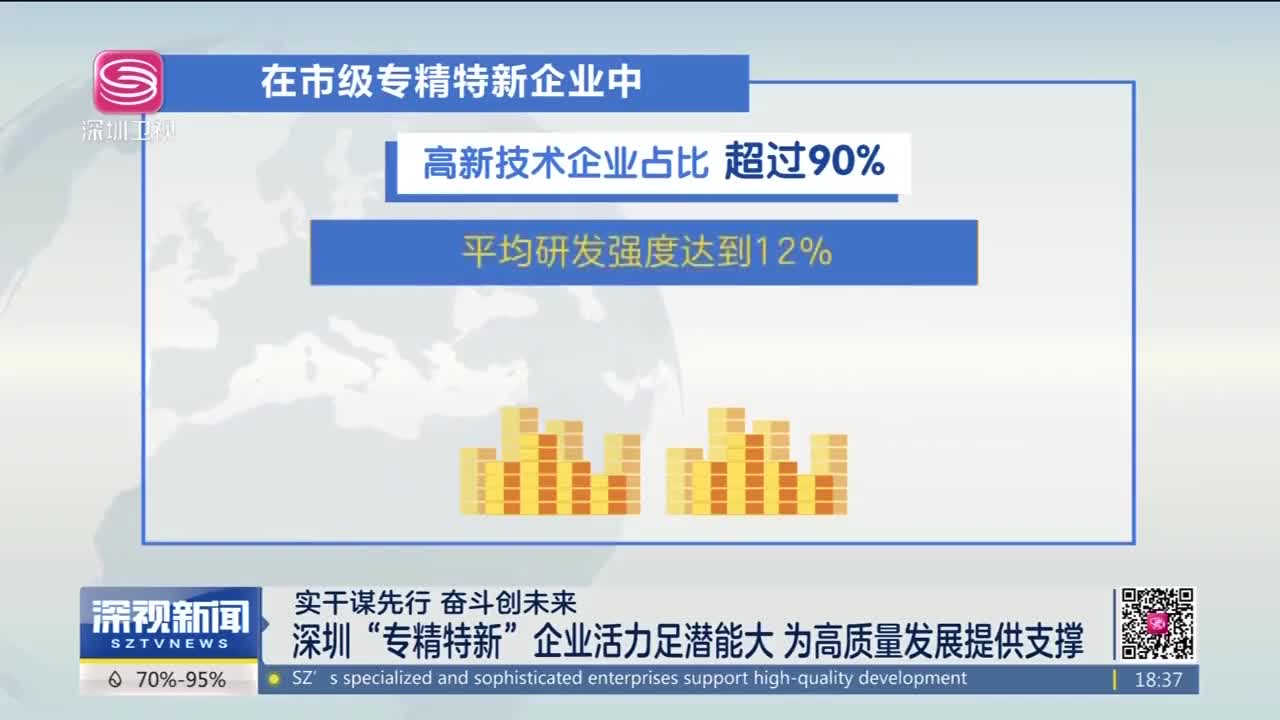 在市级专精特新企业中
深圳卫视
高新技术企业占比 超过90%
平均研发强度达到12%
实干谋先行 奋斗创未来
深视新闻
SZTVNEWS
深圳“专精特新”企业活力足潜能大 为高质量发展提供支撑
70%-95%
SZ's specialized and sophisticated enterprises support high-quality development
18:37